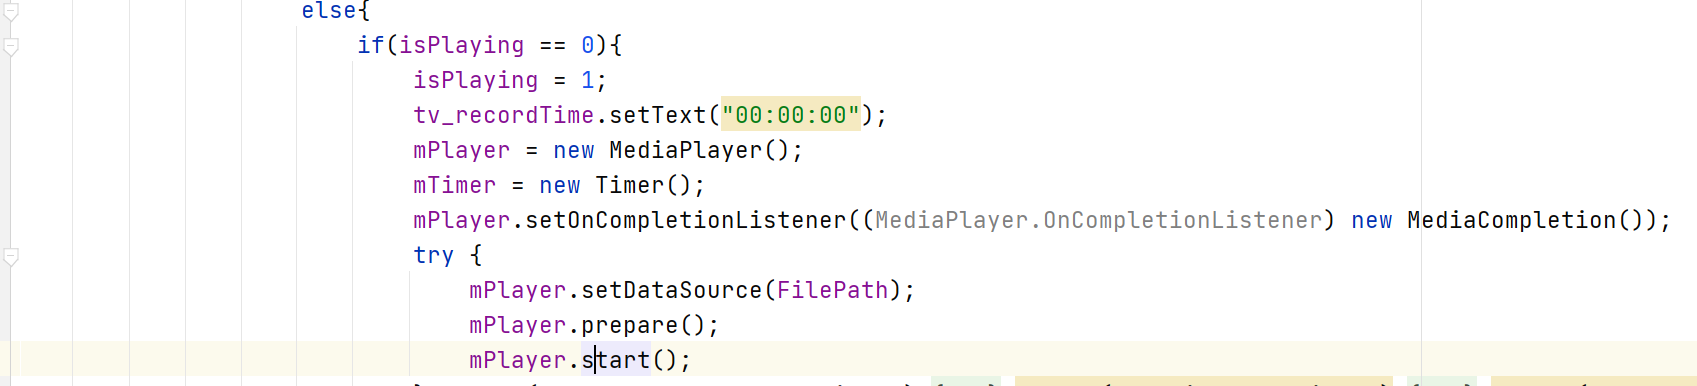 else{
if(isPlaying == 0){
isPlaying = 1;
tv_recordTime.setText("00:00:00");
mPlayer = new MediaPlayer();
mTimer = new Timer();
mPlayer.setOnCompletionListener((MediaPlayer.OnCompletionListener) new MediaCompletion());
try {
mPlayer.setDataSource(FilePath);
mPlayer.prepare();
mPlayer.start();